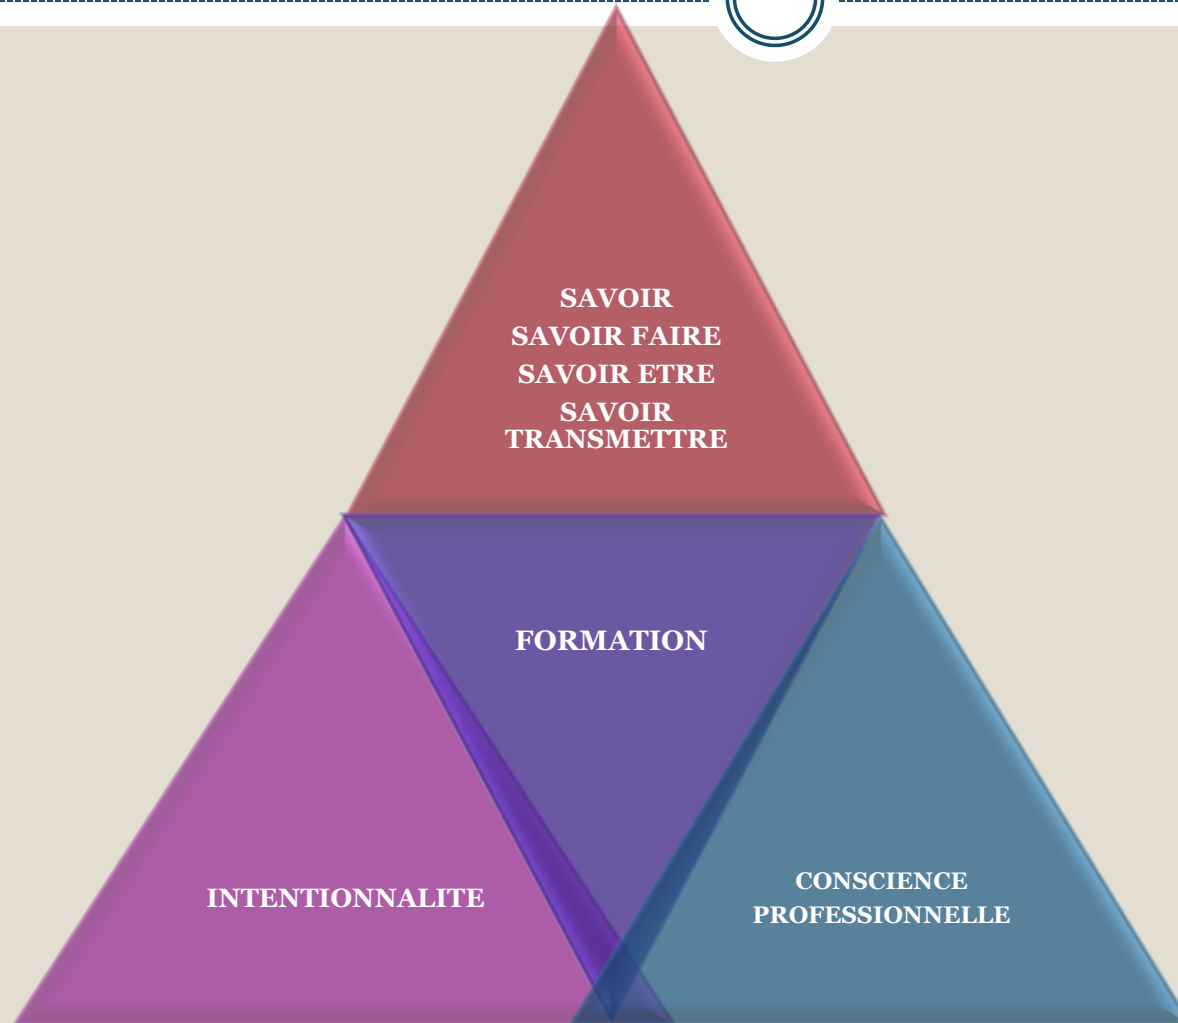 SAVOIR
SAVOIR FAIRE
SAVOIR ETRE
SAVOIR
TRANSMETTRE
FORMATION
INTENTIONNALITE
CONSCIENCE
PROFESSIONNELLE